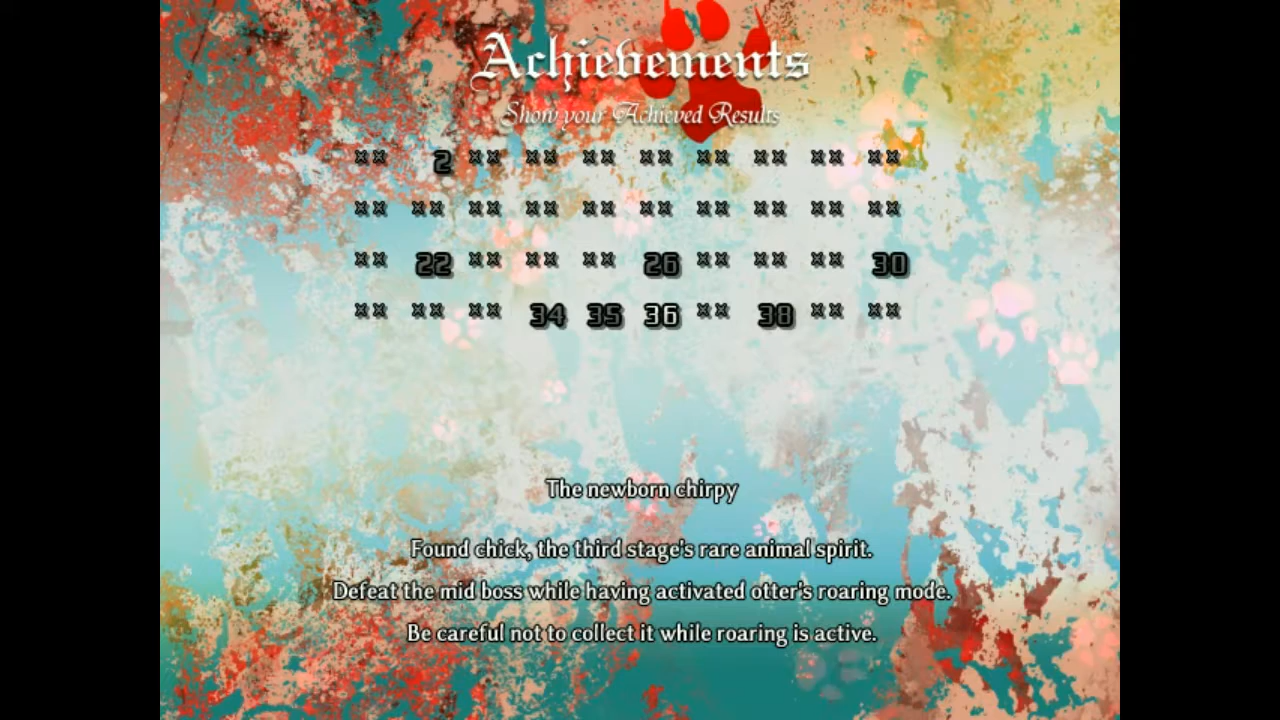 Achievements
Show your Achieved Results
×× 2 ×× ×× ×× ×× ×× ×× ×× ××
×× ×× ×× ×× ×× ×× ×× ×× ×× ××
×× 22 ×× ×× ×× 26 ×× ×× ×× 30
×× ×× ×× 34 35 36 ×× 38 ×× ××
The newborn chirpy
Found chick, the third stage's rare animal spirit.
Defeat the mid boss while having activated otter's roaring mode.
Be careful not to collect it while roaring is active.